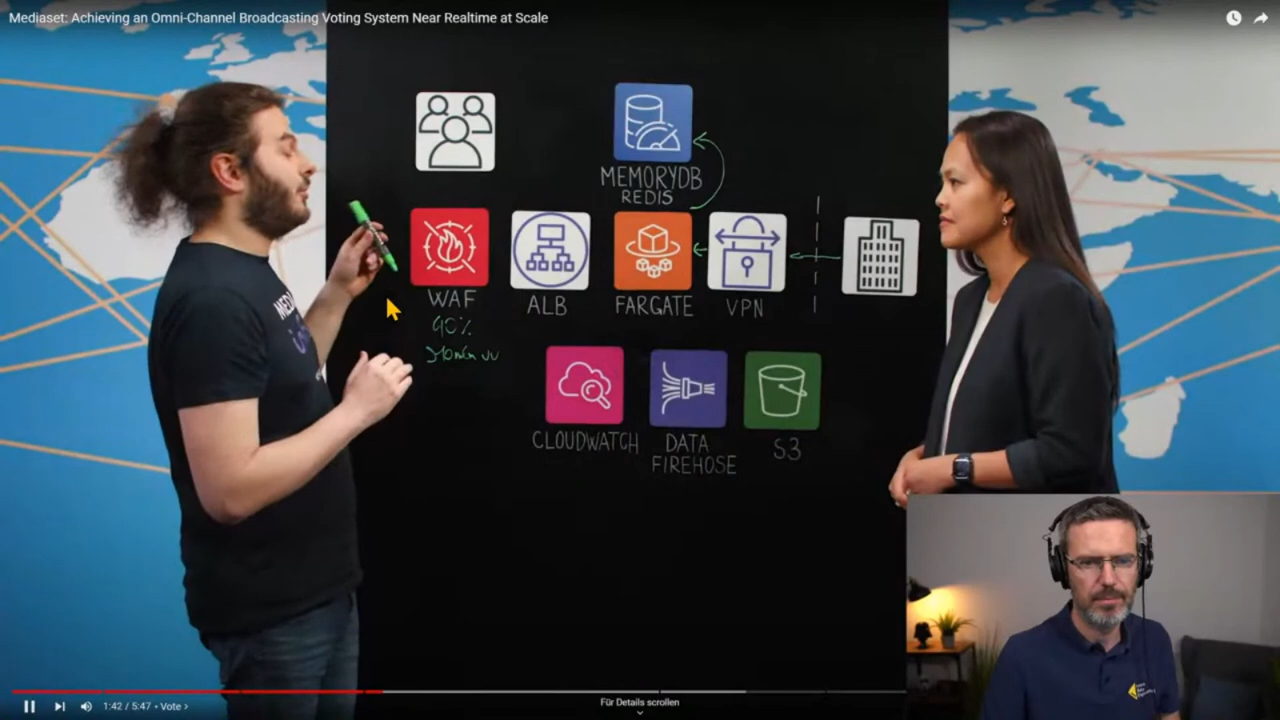 Mediaset: Achieving an Omni-Channel Broadcasting Voting System Near Realtime at Scale
MEMORYDB
REDIS
WAF
ALB
FARGATE
VPN
90%
CLOUDWATCH
DATA
FIREHOSE
S3
Für Details scrollen
1:42 / 5:47 • Vote >